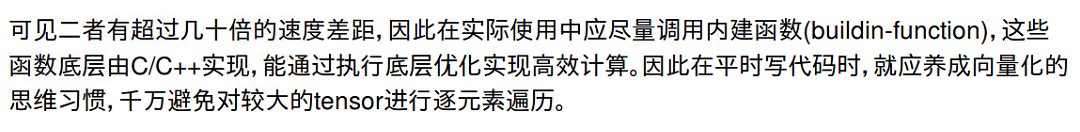 可见二者有超过几十倍的速度差距，因此在实际使用中应尽量调用内建函数(buildin-function)，这些
函数底层由C/C++实现，能通过执行底层优化实现高效计算。因此在平时写代码时，就应养成向量化的
思维习惯，千万避免对较大的tensor进行逐元素遍历。